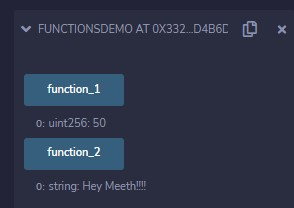 FUNCTIONSDEMO AT 0X332...D4B6D
function_1
0: uint256: 50
function_2
0: string: Hey Meeth!!!!